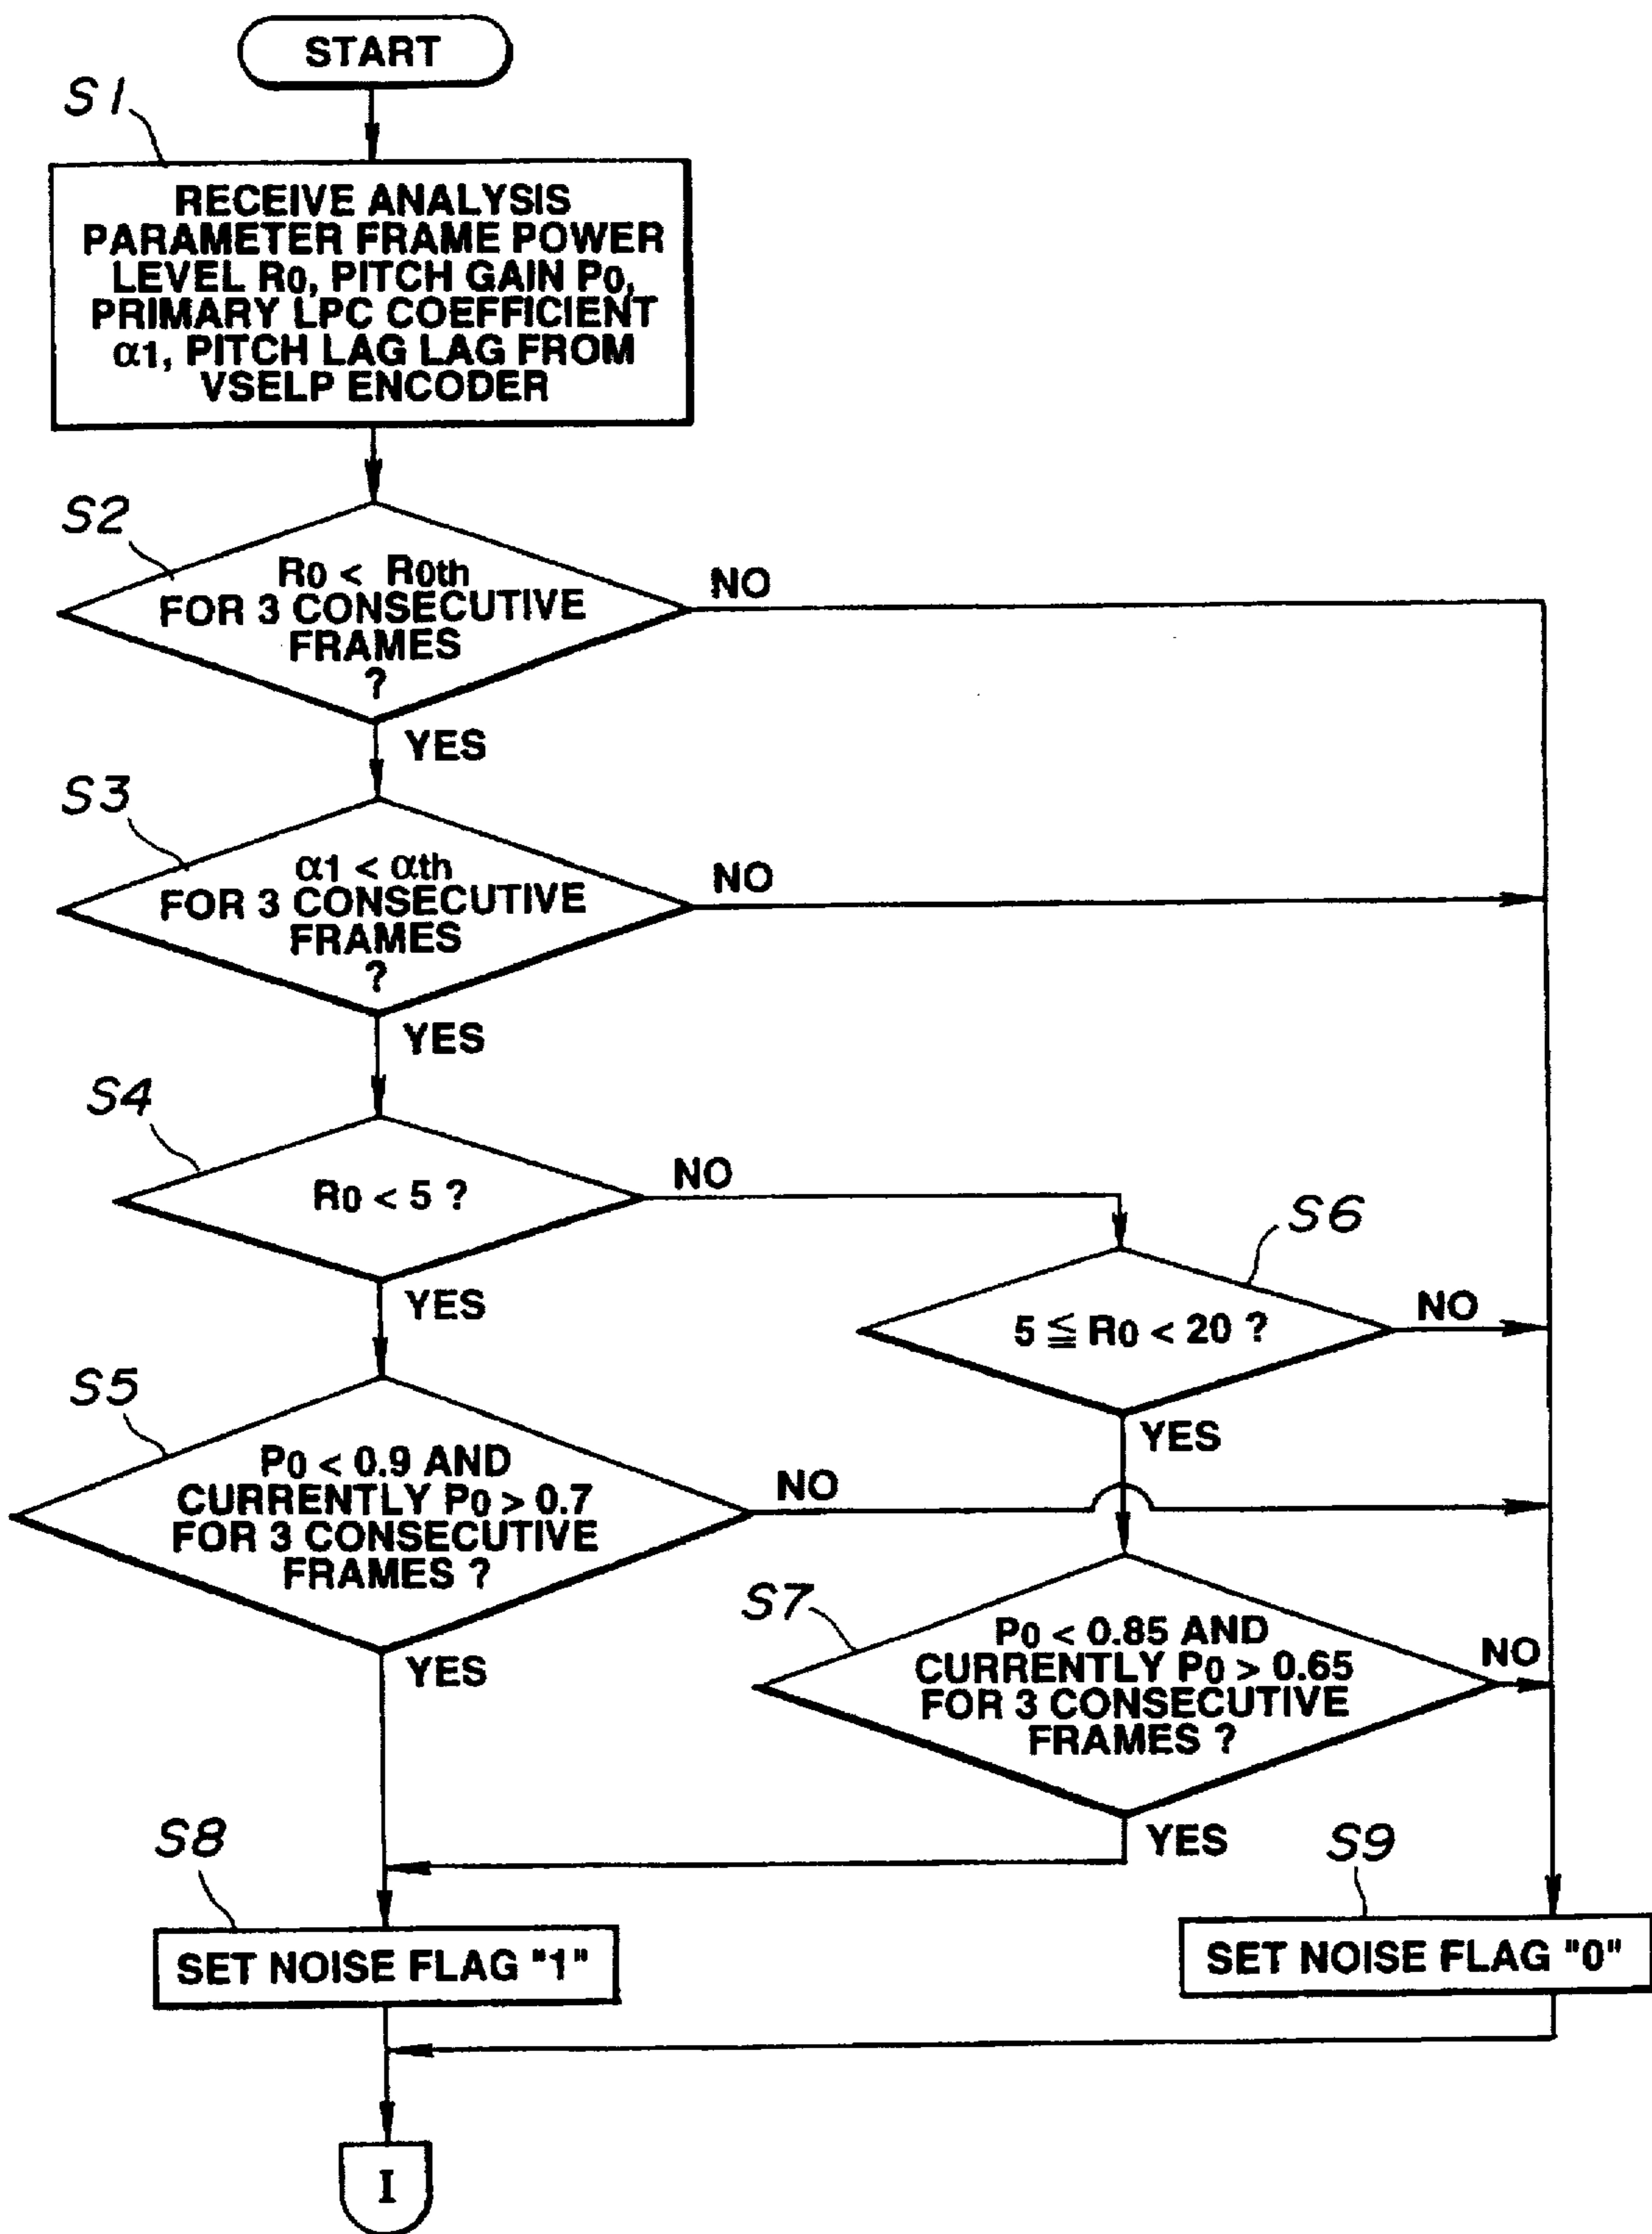 START
S1
RECEIVE ANALYSIS
PARAMETER FRAME POWER
LEVEL R0, PITCH GAIN P0,
PRIMARY LPC COEFFICIENT
α1, PITCH LAG LAG FROM
VSELP ENCODER
S2
R0 < R0th
FOR 3 CONSECUTIVE
FRAMES
?
NO
YES
S3
α1 < αth
FOR 3 CONSECUTIVE
FRAMES
?
NO
YES
S4
R0 < 5 ?
NO
YES
S6
5 ≦ R0 < 20 ?
NO
YES
S5
P0 < 0.9 AND
CURRENTLY P0 > 0.7
FOR 3 CONSECUTIVE
FRAMES ?
NO
YES
S7
P0 < 0.85 AND
CURRENTLY P0 > 0.65
FOR 3 CONSECUTIVE
FRAMES ?
NO
YES
S8
SET NOISE FLAG "1"
S9
SET NOISE FLAG "0"
I